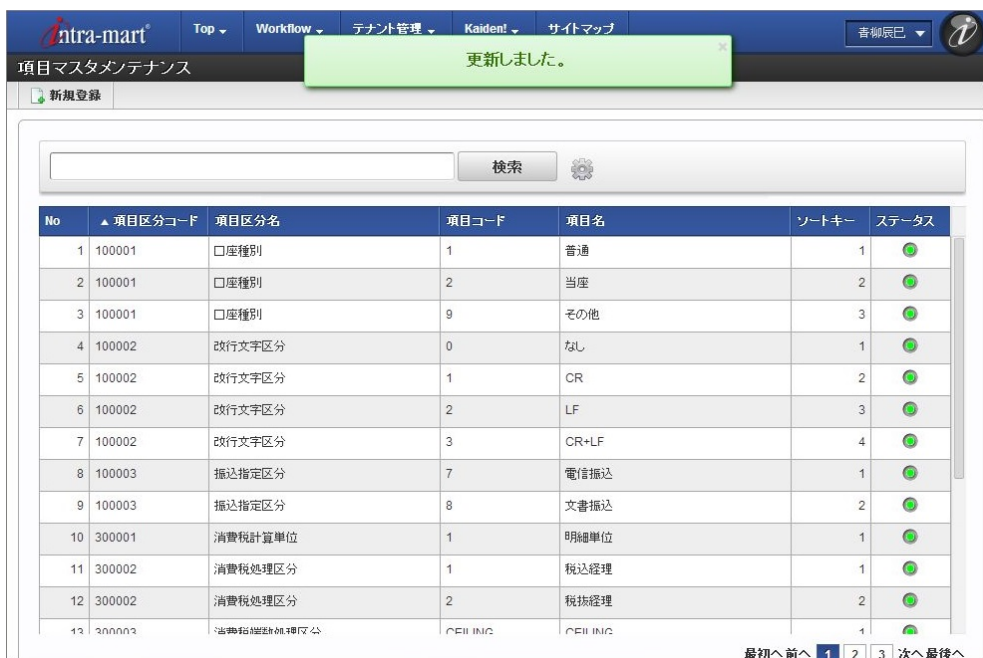 intra-mart® Top Workflow テナント管理 Kaiden! サイトマップ 青柳辰巳
更新しました。 ×
項目マスタメンテナンス
新規登録
検索
No ▲ 項目区分コード 項目区分名 項目コード 項目名 ソートキー ステータス
1 100001 口座種別 1 普通 1
2 100001 口座種別 2 当座 2
3 100001 口座種別 9 その他 3
4 100002 改行文字区分 0 なし 1
5 100002 改行文字区分 1 CR 2
6 100002 改行文字区分 2 LF 3
7 100002 改行文字区分 3 CR+LF 4
8 100003 振込指定区分 7 電信振込 1
9 100003 振込指定区分 8 文書振込 2
10 300001 消費税計算単位 1 明細単位 1
11 300002 消費税処理区分 1 税込経理 1
12 300002 消費税処理区分 2 税抜経理 2
13 300003 消費税端数処理区分 CEILING CEILING 1
最初へ 前へ 1 2 3 次へ 最後へ